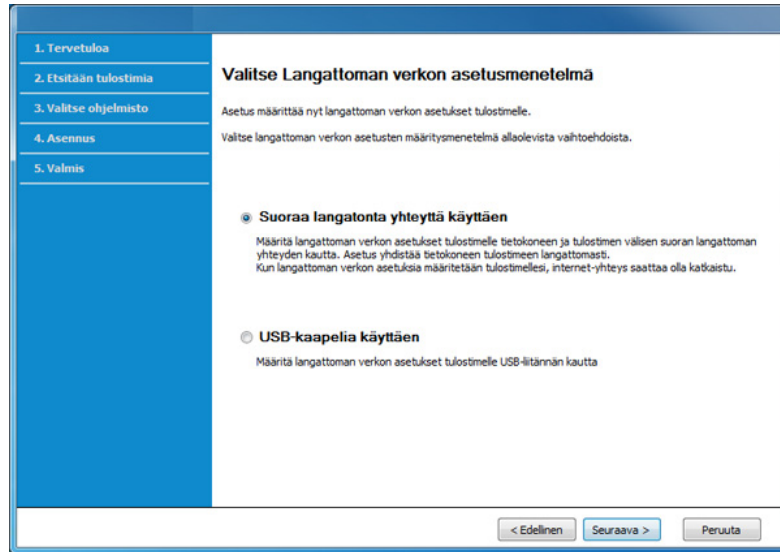 1. Tervetuloa
2. Etsitään tulostimia
3. Valitse ohjelmisto
4. Asennus
5. Valmis
Valitse Langattoman verkon asetusmenetelmä
Asetus määrittää nyt langattoman verkon asetukset tulostimelle.
Valitse langattoman verkon asetusten määritysmenetelmä allaolevista vaihtoehdoista.
Suoraa langatonta yhteyttä käyttäen
Määritä langattoman verkon asetukset tulostimelle tietokoneen ja tulostimen välisen suoran langattoman
yhteyden kautta. Asetus yhdistää tietokoneen tulostimeen langattomasti.
Kun langattoman verkon asetuksia määritetään tulostimellesi, internet-yhteys saattaa olla katkaistu.
USB-kaapelia käyttäen
Määritä langattoman verkon asetukset tulostimelle USB-liitännän kautta
< Edellinen
Seuraava >
Peruuta